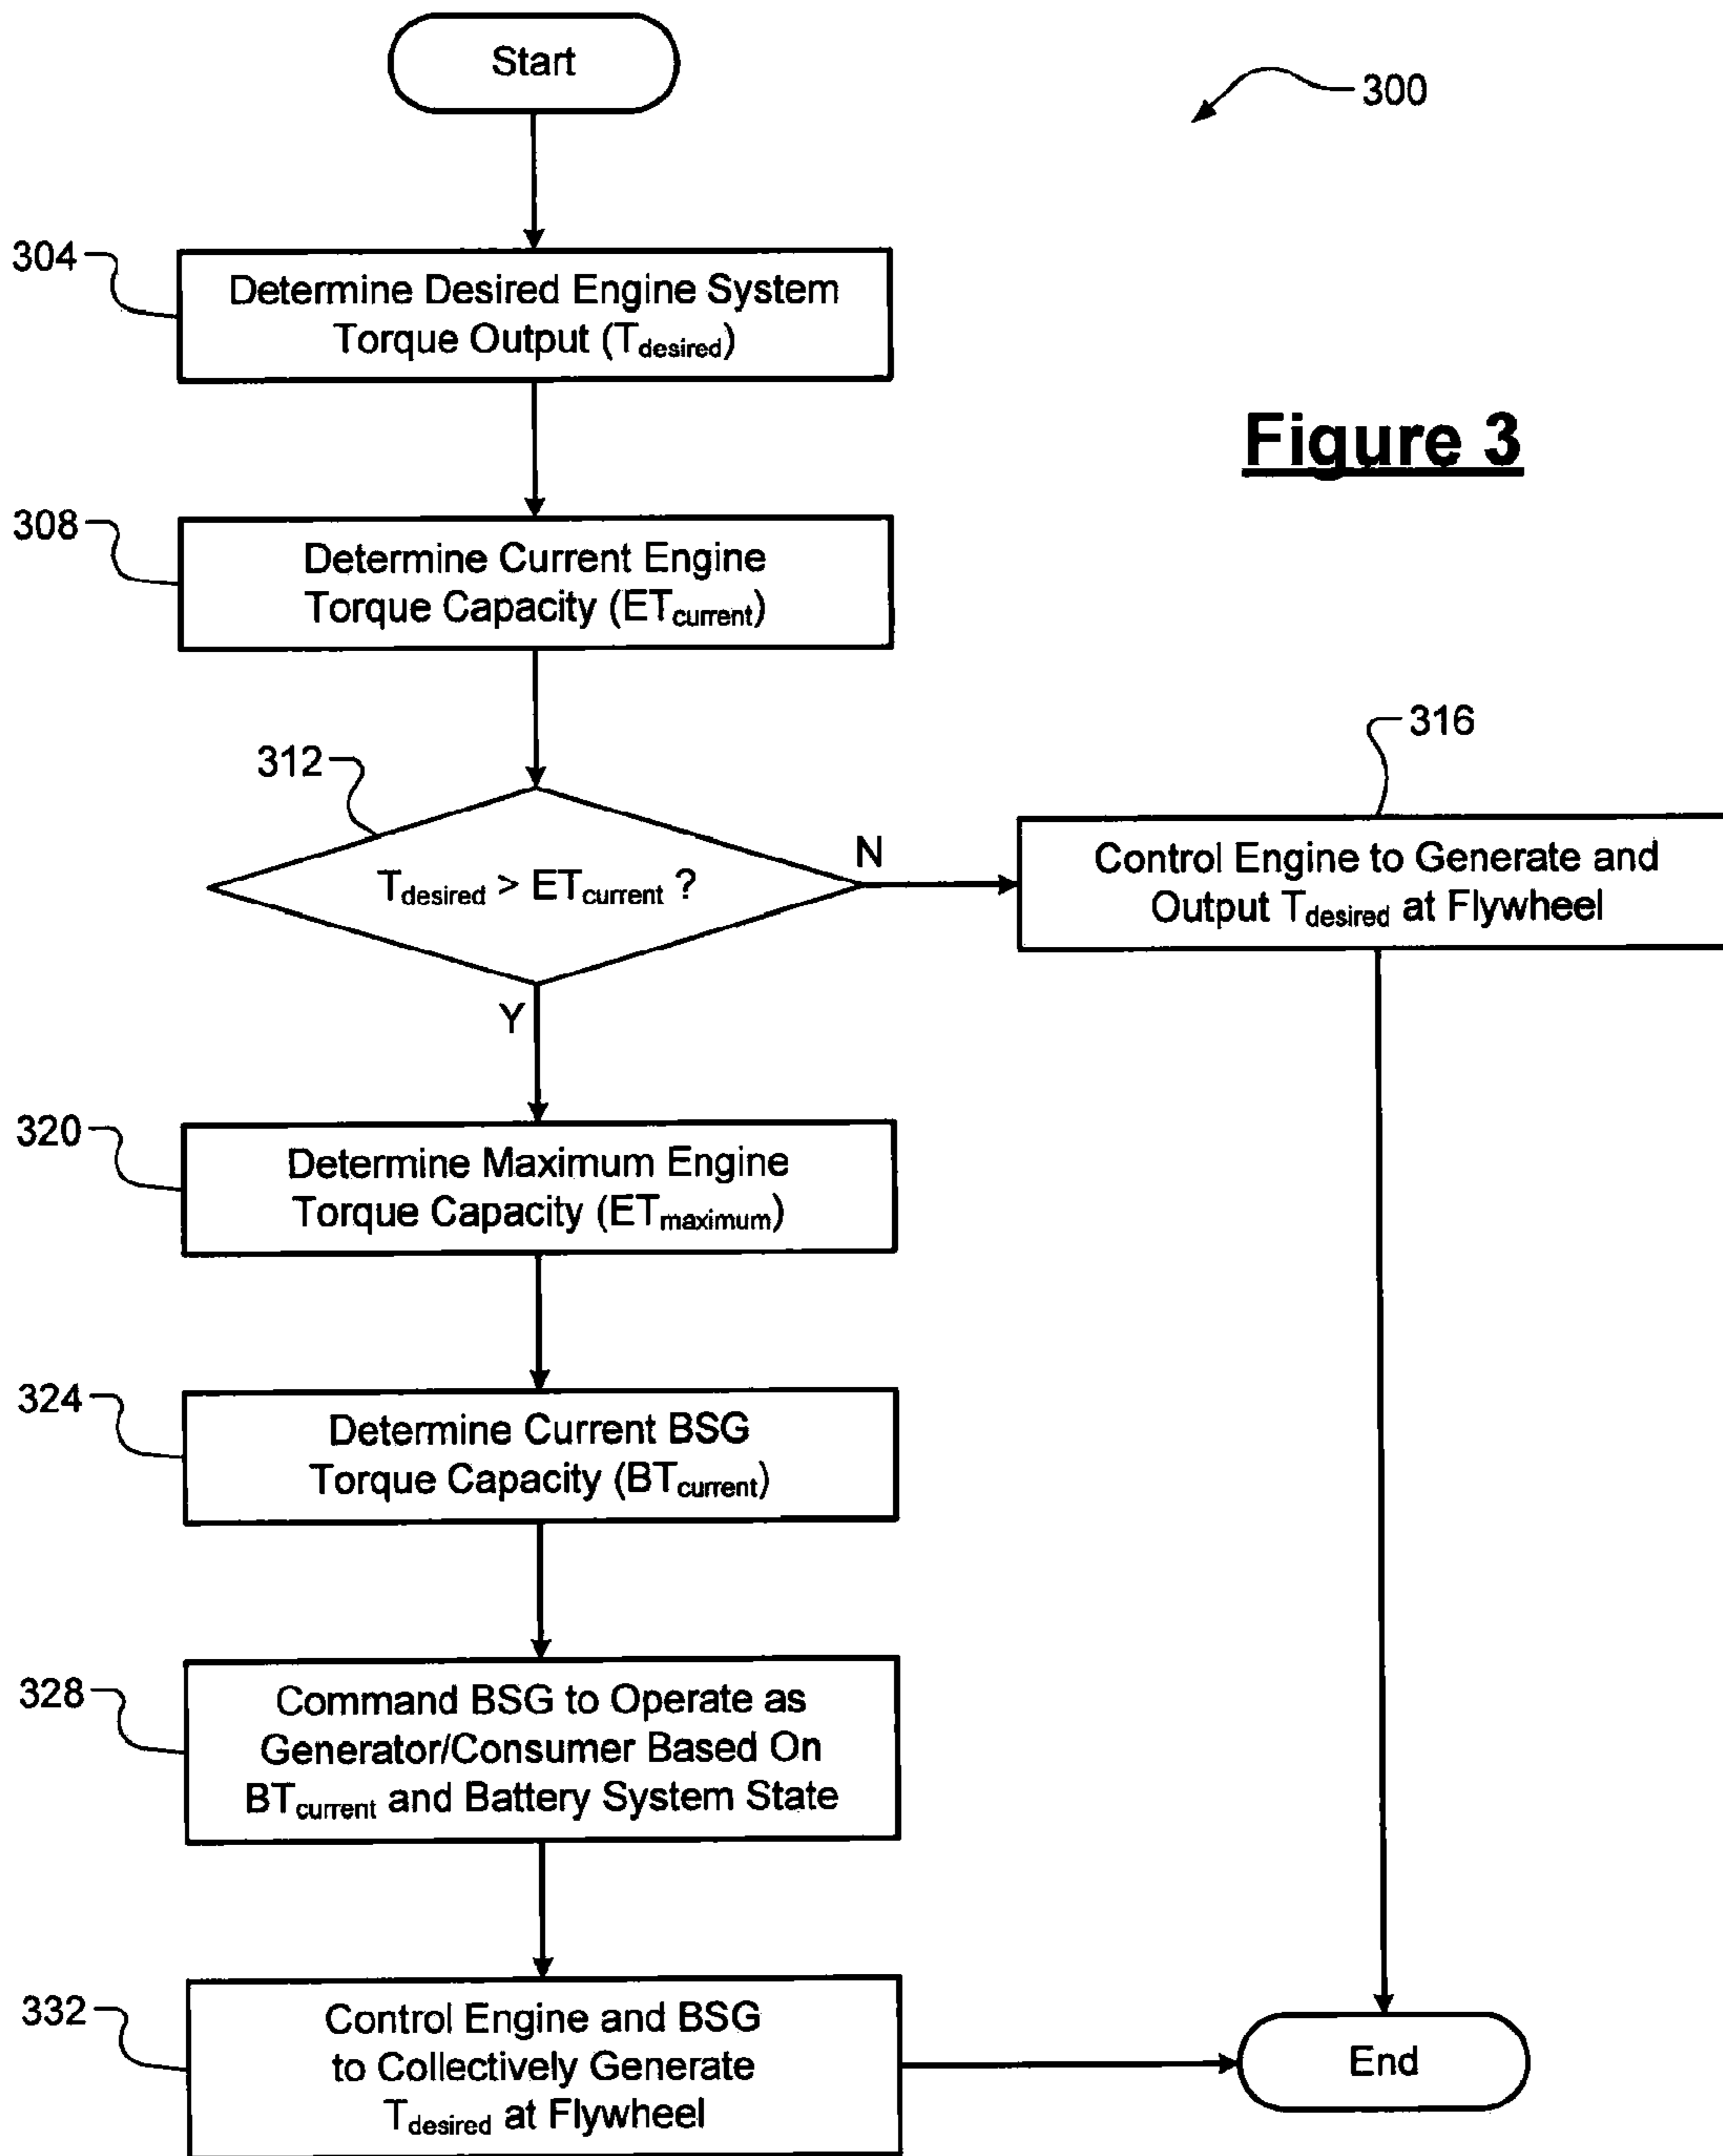 Start
300
304
Determine Desired Engine System
Torque Output (Tdesired)
Figure 3
308
Determine Current Engine
Torque Capacity (ETcurrent)
312
Tdesired > ETcurrent ?
N
316
Control Engine to Generate and
Output Tdesired at Flywheel
Y
320
Determine Maximum Engine
Torque Capacity (ETmaximum)
324
Determine Current BSG
Torque Capacity (BTcurrent)
328
Command BSG to Operate as
Generator/Consumer Based On
BTcurrent and Battery System State
332
Control Engine and BSG
to Collectively Generate
Tdesired at Flywheel
End